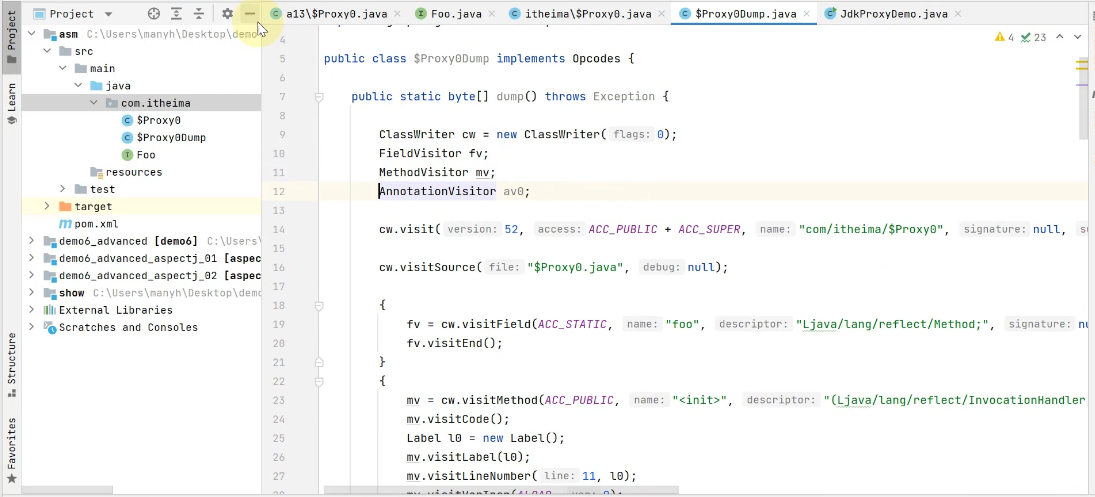 Project
a13\$Proxy0.java
Foo.java
itheima\$Proxy0.java
$Proxy0Dump.java
JdkProxyDemo.java
Project
Learn
Structure
Favorites
asm C:\Users\manyh\Desktop\demo
src
main
java
com.itheima
$Proxy0
$Proxy0Dump
Foo
resources
test
target
pom.xml
demo6_advanced [demo6] C:\Users\
demo6_advanced_aspectj_01 [aspec
demo6_advanced_aspectj_02 [aspec
show C:\Users\manyh\Desktop\demo
External Libraries
Scratches and Consoles
4 23
4
5 public class $Proxy0Dump implements Opcodes {
6
7 public static byte[] dump() throws Exception {
8
9 ClassWriter cw = new ClassWriter( flags: 0);
10 FieldVisitor fv;
11 MethodVisitor mv;
12 AnnotationVisitor av0;
13
14 cw.visit( version: 52, access: ACC_PUBLIC + ACC_SUPER, name: "com/itheima/$Proxy0", signature: null,
15
16 cw.visitSource( file: "$Proxy0.java", debug: null);
17
18 {
19 fv = cw.visitField(ACC_STATIC, name: "foo", descriptor: "Ljava/lang/reflect/Method;", signature: nu
20 fv.visitEnd();
21 }
22 {
23 mv = cw.visitMethod(ACC_PUBLIC, name: "<init>", descriptor: "(Ljava/lang/reflect/InvocationHandler
24 mv.visitCode();
25 Label l0 = new Label();
26 mv.visitLabel(l0);
27 mv.visitLineNumber( line: 11, l0);